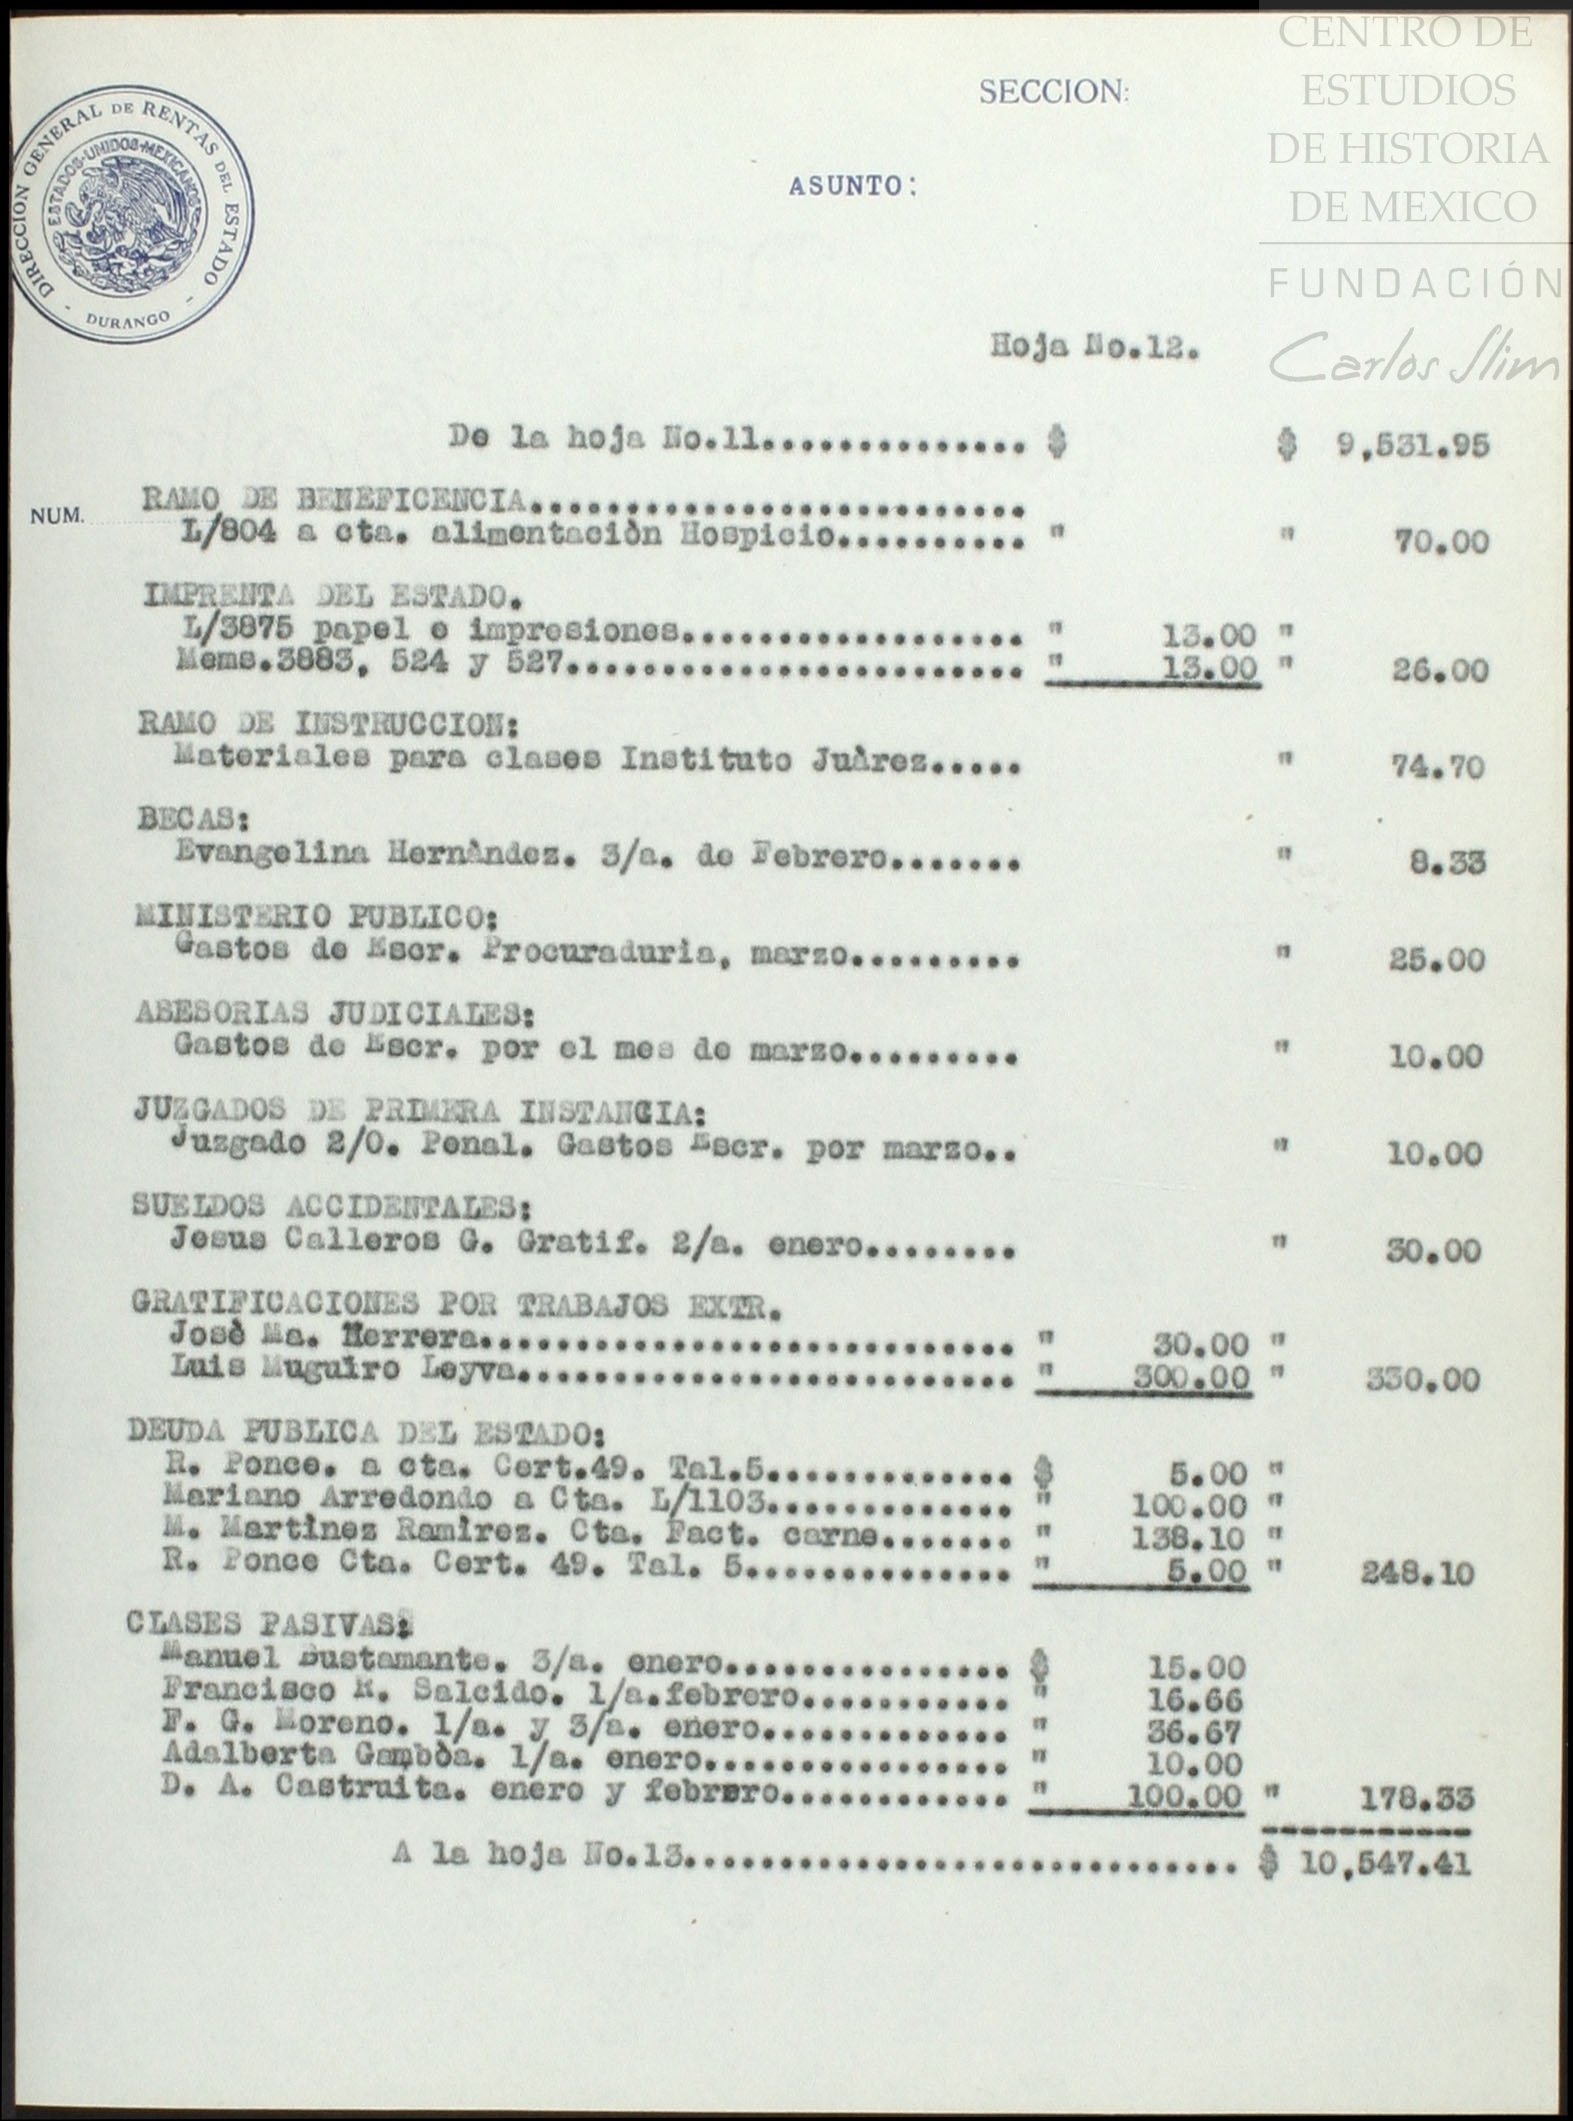 CENTRO DE
ESTUDIOS
DE HISTORIA
DE MEXICO
FUNDACIÓN
Carlos Slim
SECCION:
DIRECCION GENERAL DE RENTAS DEL ESTADO
ESTADOS-UNIDOS-MEXICANOS
- DURANGO -
ASUNTO:
Hoja No.12.
De la hoja No.11.............. $ $ 9,531.95
NUM.
RAMO DE BENEFICENCIA..........................
L/804 a cta. alimentaciòn Hospicio.......... " " 70.00
IMPRENTA DEL ESTADO.
L/3875 papel e impresiones.................. " 13.00 "
Mems.3883, 524 y 527........................ " 13.00 " 26.00
RAMO DE INSTRUCCION:
Materiales para clases Instituto Juàrez..... " 74.70
BECAS:
Evangelina Hernàndez. 3/a. de Febrero....... " 8.33
MINISTERIO PUBLICO:
Gastos de Escr. Procuraduria, marzo......... " 25.00
ASESORIAS JUDICIALES:
Gastos de Escr. por el mes de marzo......... " 10.00
JUZGADOS DE PRIMERA INSTANCIA:
Juzgado 2/O. Penal. Gastos Escr. por marzo.. " 10.00
SUELDOS ACCIDENTALES:
Jesus Calleros G. Gratif. 2/a. enero........ " 30.00
GRATIFICACIONES POR TRABAJOS EXTR.
Josè Ma. Herrera............................ " 30.00 "
Luis Muguiro Leyva.......................... " 300.00 " 330.00
DEUDA PUBLICA DEL ESTADO:
R. Ponce. a cta. Cert.49. Tal.5............. $ 5.00 "
Mariano Arredondo a Cta. L/1103............. " 100.00 "
M. Martìnez Ramìrez. Cta. Fact. carne....... " 138.10 "
R. Ponce Cta. Cert. 49. Tal. 5.............. " 5.00 " 248.10
CLASES PASIVAS:
Manuel Bustamante. 3/a. enero............... $ 15.00
Francisco R. Salcido. 1/a.febrero........... " 16.66
F. G. Moreno. 1/a. y 3/a. enero............. " 36.67
Adalberta Gambòa. 1/a. enero................ " 10.00
D. A. Castruita. enero y febrero............ " 100.00 " 178.33
A la hoja No.13............................. $ 10,547.41